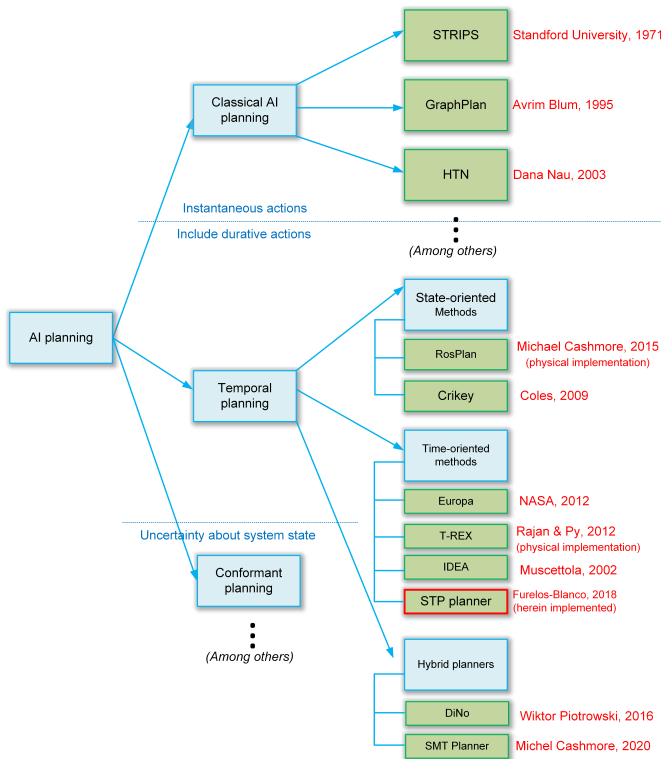 STRIPS
Standford University, 1971
Classical AI
planning
GraphPlan
Avrim Blum, 1995
HTN
Dana Nau, 2003
Instantaneous actions
Include durative actions
(Among others)
State-oriented
Methods
AI planning
RosPlan
Michael Cashmore, 2015
(physical implementation)
Temporal
planning
Crikey
Coles, 2009
Time-oriented
methods
Europa
NASA, 2012
Uncertainty about system state
T-REX
Rajan & Py, 2012
(physical implementation)
IDEA
Muscettola, 2002
Conformant
planning
STP planner
Furelos-Blanco, 2018
(herein implemented)
(Among others)
Hybrid planners
DiNo
Wiktor Piotrowski, 2016
SMT Planner
Michel Cashmore, 2020